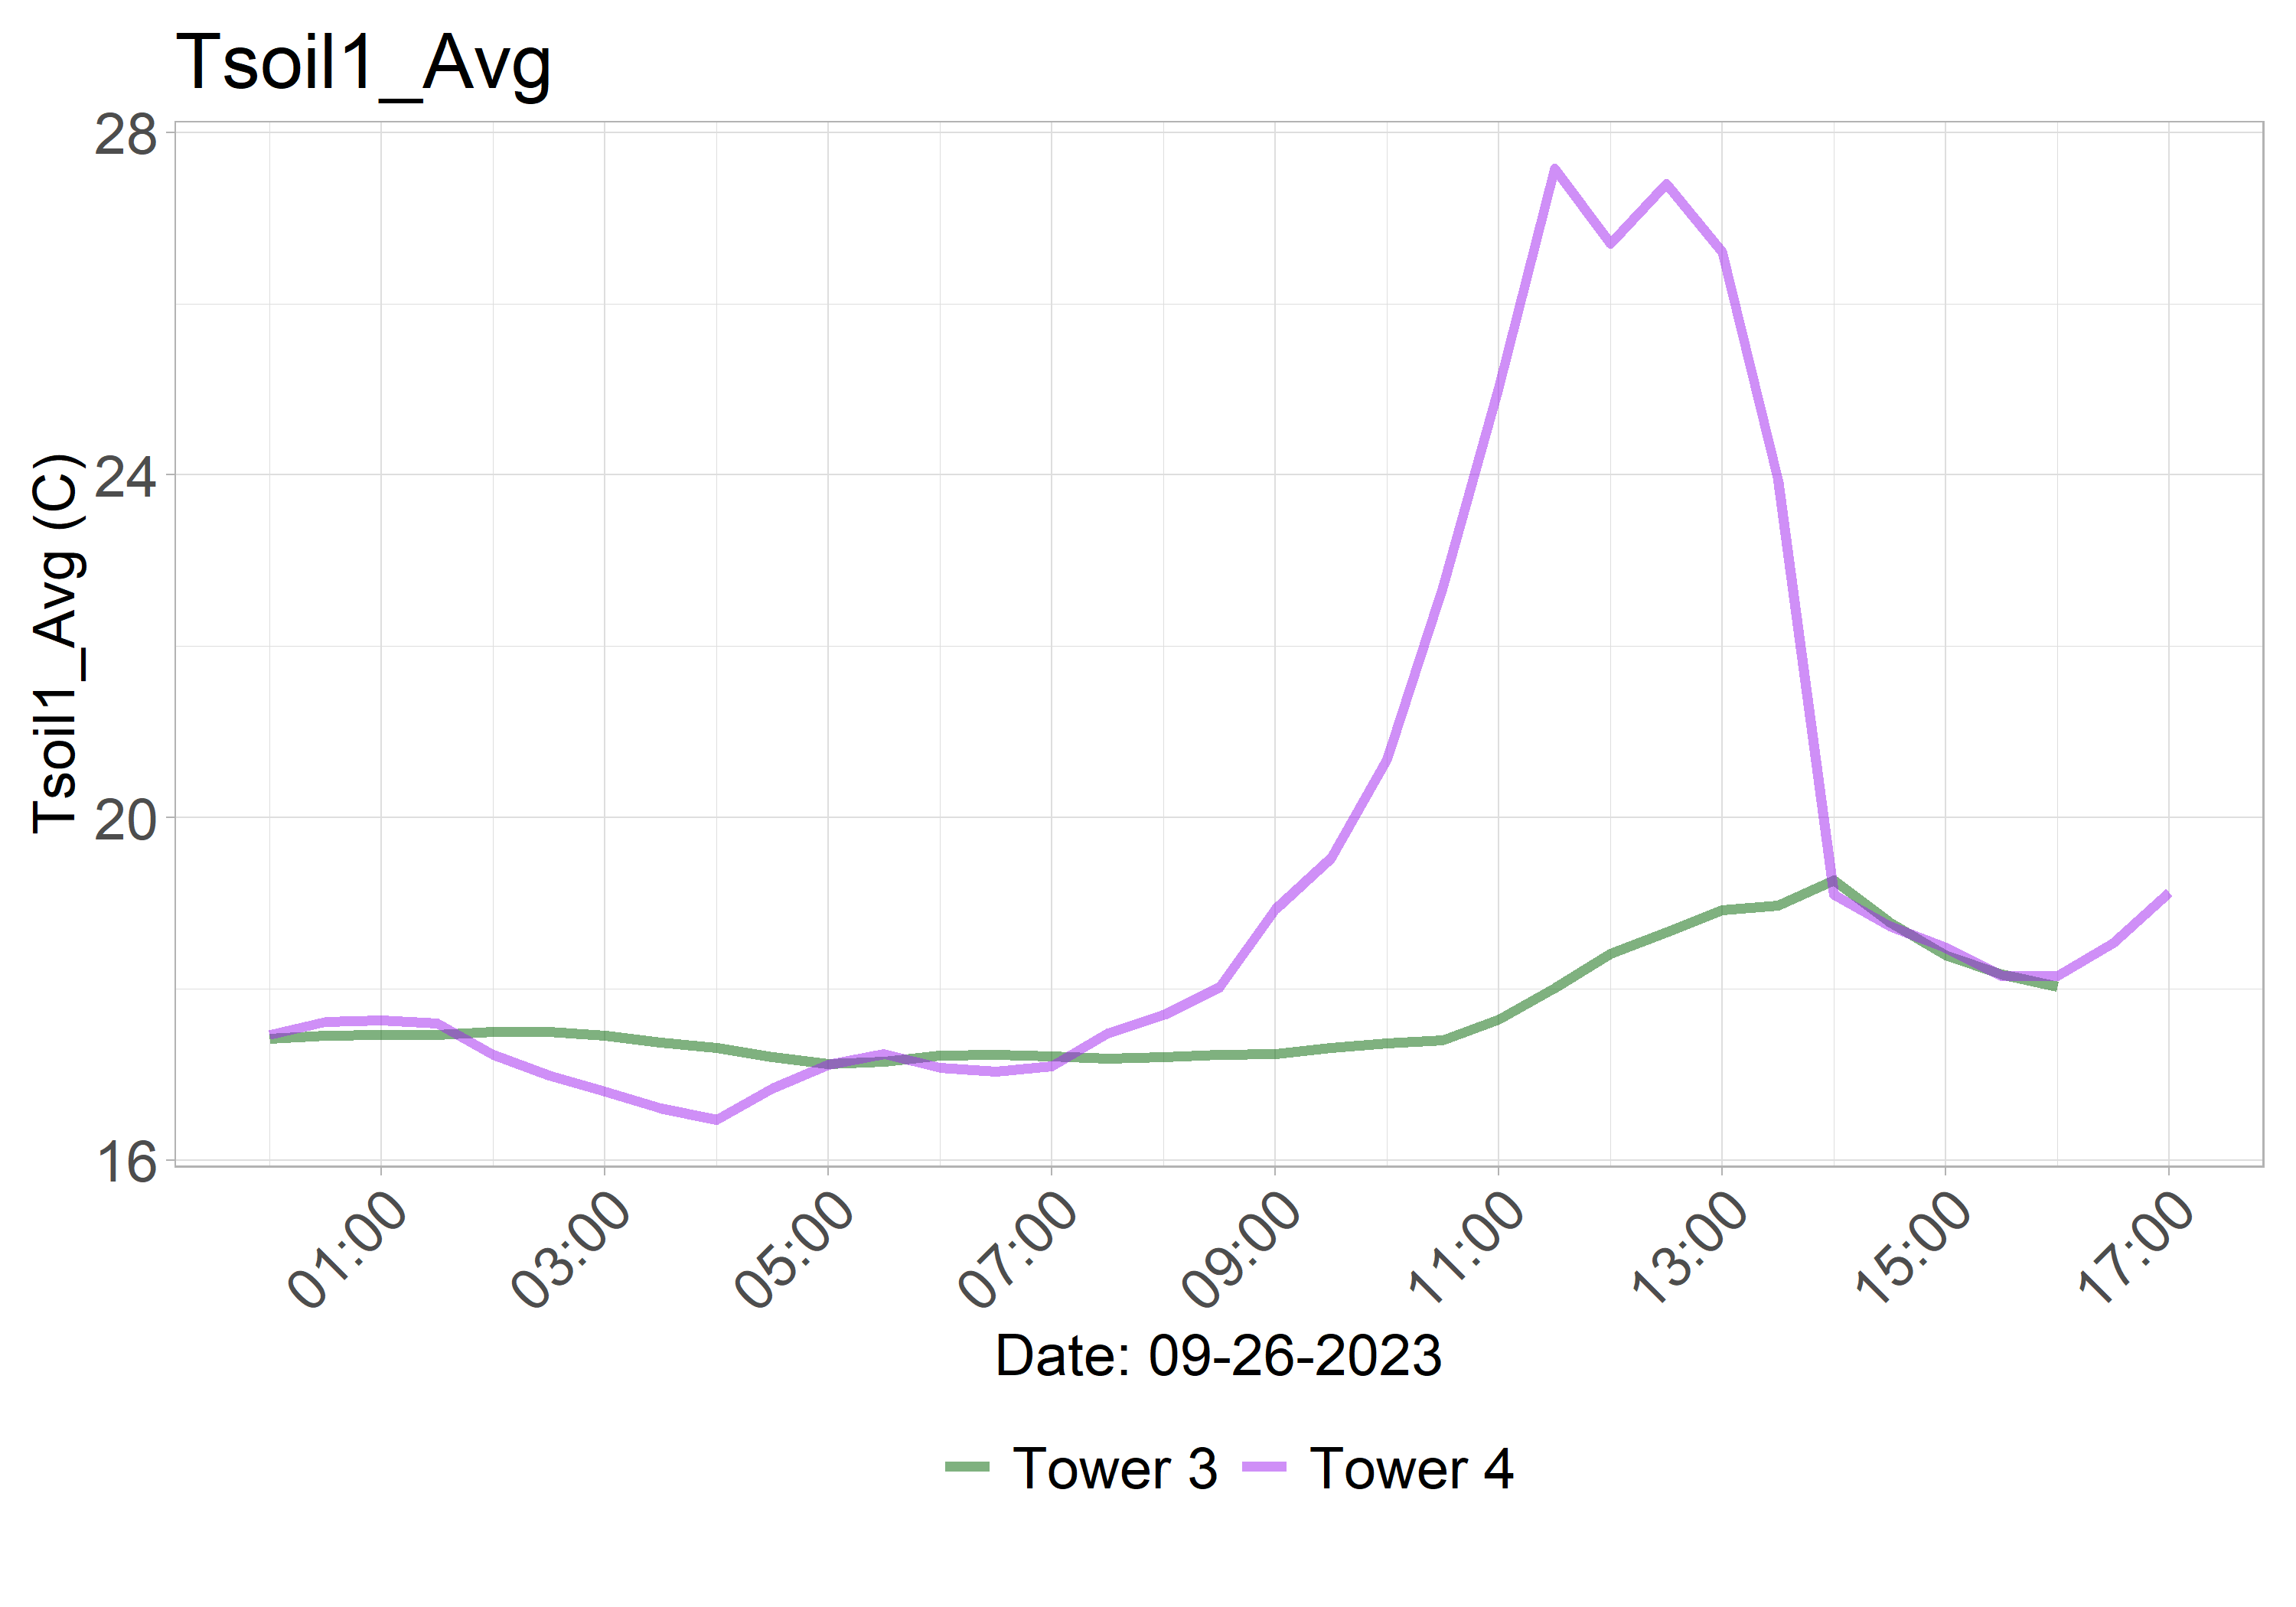 Tsoil1_Avg
Tsoil1_Avg (C)
28
24
20
16
01:00 03:00 05:00 07:00 09:00 11:00 13:00 15:00 17:00
Date: 09-26-2023
Tower 3 Tower 4